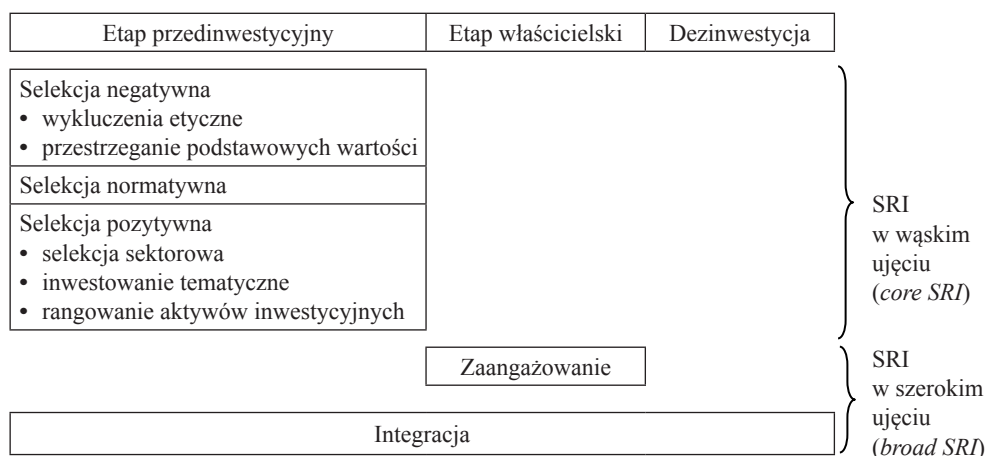 Etap przedinwestycyjny
Etap właścicielski
Dezinwestycja
Selekcja negatywna
• wykluczenia etyczne
• przestrzeganie podstawowych wartości
Selekcja normatywna
Selekcja pozytywna
• selekcja sektorowa
• inwestowanie tematyczne
• rangowanie aktywów inwestycyjnych
SRI
w wąskim
ujęciu
(core SRI)
Zaangażowanie
Integracja
SRI
w szerokim
ujęciu
(broad SRI)